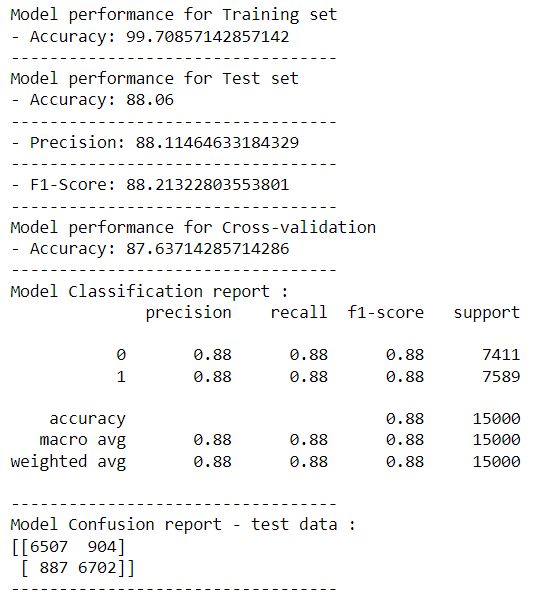 Model performance for Training set
- Accuracy: 99.70857142857142
----------------------------------
Model performance for Test set
- Accuracy: 88.06
----------------------------------
- Precision: 88.11464633184329
----------------------------------
- F1-Score: 88.21322803553801
----------------------------------
Model performance for Cross-validation
- Accuracy: 87.63714285714286
----------------------------------
Model Classification report :
              precision    recall  f1-score   support

           0       0.88      0.88      0.88      7411
           1       0.88      0.88      0.88      7589

    accuracy                           0.88     15000
   macro avg       0.88      0.88      0.88     15000
weighted avg       0.88      0.88      0.88     15000

----------------------------------
Model Confusion report - test data :
[[6507  904]
 [ 887 6702]]
----------------------------------